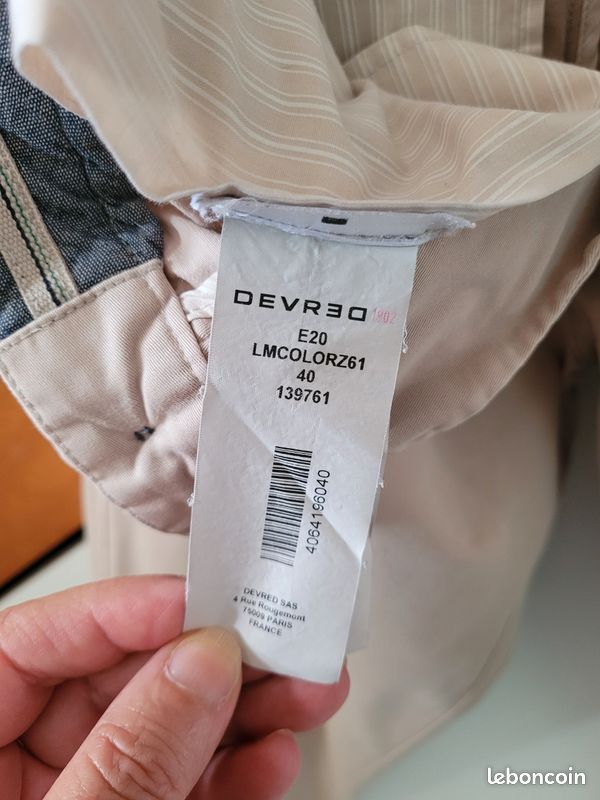 DEVRED 1902
E20
LMCOLORZ61
40
139761
4064196040
DEVRED SAS
4 Rue Rougemont
75009 PARIS
FRANCE
leboncoin